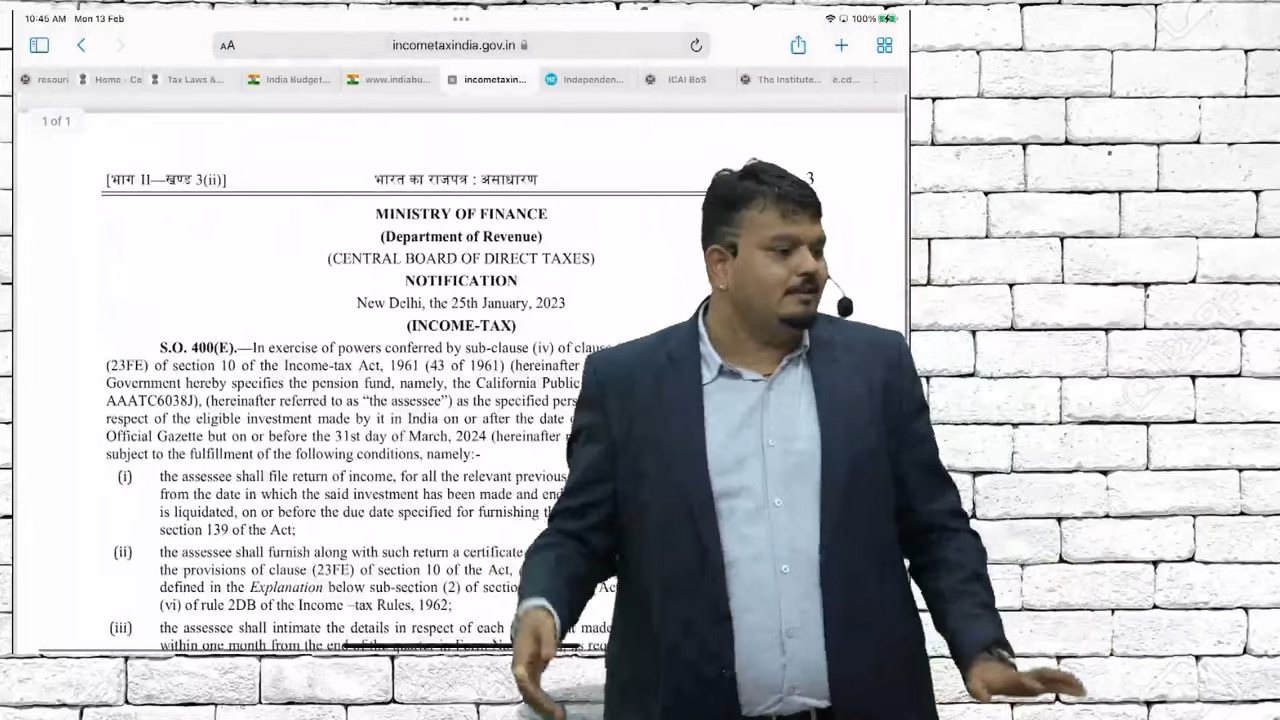 10:45 AM Mon 13 Feb
100%
AA incometaxindia.gov.in
resouri Home - Ce Tax Laws &... India Budget... www.indiabu... incometaxin... Independen... ICAI BoS The Institute... e.cd...
1 of 1
[भाग II—खण्ड 3(ii)] भारत का राजपत्र : असाधारण 3
MINISTRY OF FINANCE
(Department of Revenue)
(CENTRAL BOARD OF DIRECT TAXES)
NOTIFICATION
New Delhi, the 25th January, 2023
(INCOME-TAX)
S.O. 400(E).—In exercise of powers conferred by sub-clause (iv) of
(23FE) of section 10 of the Income-tax Act, 1961 (43 of 1961) (hereinafter
Government hereby specifies the pension fund, namely, the California Public
AAATC6038J), (hereinafter referred to as “the assessee”) as the specified
respect of the eligible investment made by it in India on or after the date
Official Gazette but on or before the 31st day of March, 2024 (hereinafter
subject to the fulfillment of the following conditions, namely:-
(i) the assessee shall file return of income, for all the relevant previous
from the date in which the said investment has been made and
is liquidated, on or before the due date specified for furnishing
section 139 of the Act;
(ii) the assessee shall furnish along with such return a certificate
the provisions of clause (23FE) of section 10 of the Act,
defined in the Explanation below sub-section (2) of
(vi) of rule 2DB of the Income –tax Rules, 1962;
(iii) the assessee shall intimate the details in respect of each made
within one month from the end of the quarter in Form